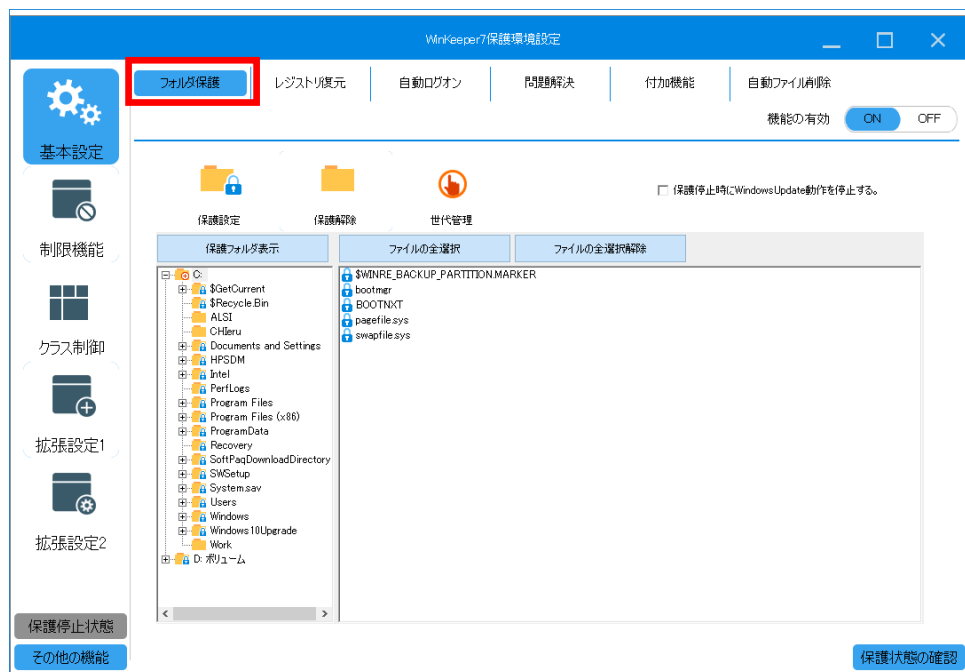 WinKeeper7保護環境設定
フォルダ保護 レジストリ復元 自動ログオン 問題解決 付加機能 自動ファイル削除
機能の有効 ON OFF
基本設定
制限機能
クラス制御
拡張設定1
拡張設定2
保護停止状態
その他の機能
保護設定 保護解除 世代管理
保護停止時にWindowsUpdate動作を停止する。
保護フォルダ表示 ファイルの全選択 ファイルの全選択解除
C:
$GetCurrent
$Recycle.Bin
ALSI
CHIeru
Documents and Settings
HPSDM
Intel
PerfLogs
Program Files
Program Files (x86)
ProgramData
Recovery
SoftPaqDownloadDirectory
SWSetup
System.sav
Users
Windows
Windows10Upgrade
Work
D: ボリューム
$WINRE_BACKUP_PARTITION.MARKER
bootmgr
BOOTNXT
pagefile.sys
swapfile.sys
保護状態の確認